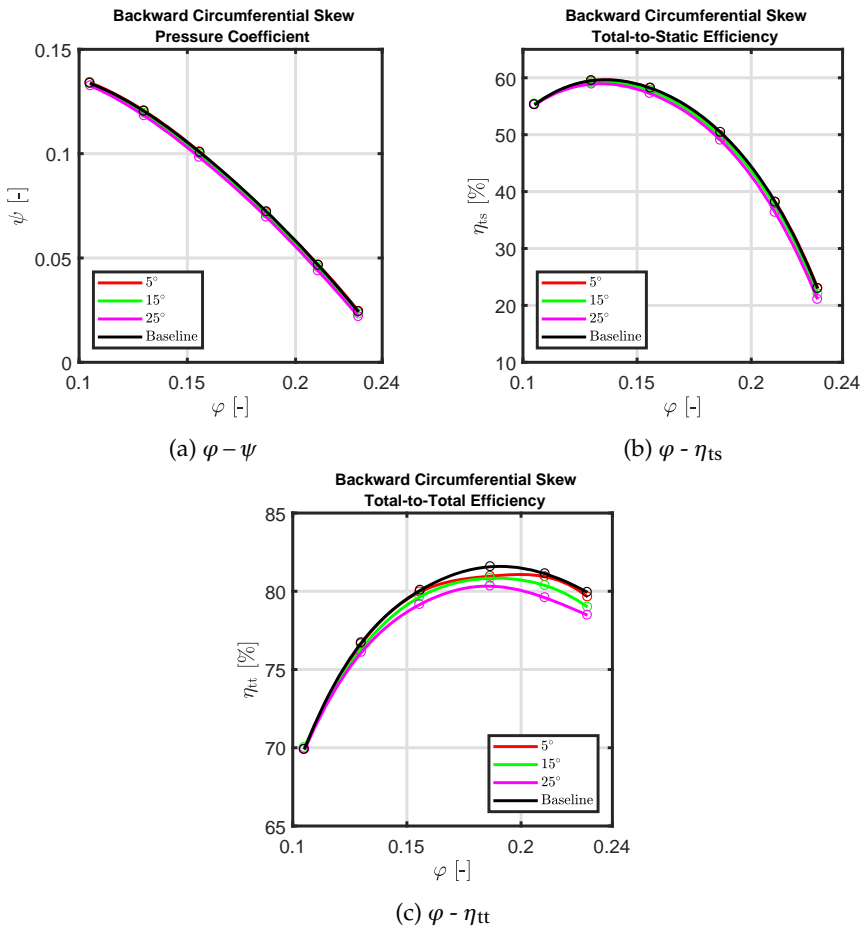 Backward Circumferential Skew
Pressure Coefficient
0.15
0.1
0.05
0
0.1
0.15
0.2
0.24
ψ [-]
φ [-]
5°
15°
25°
Baseline
(a) φ – ψ
Backward Circumferential Skew
Total-to-Static Efficiency
60
50
40
30
20
10
0.1
0.15
0.2
0.24
η_ts [%]
φ [-]
5°
15°
25°
Baseline
(b) φ - η_ts
Backward Circumferential Skew
Total-to-Total Efficiency
85
80
75
70
65
0.1
0.15
0.2
0.24
η_tt [%]
φ [-]
5°
15°
25°
Baseline
(c) φ - η_tt